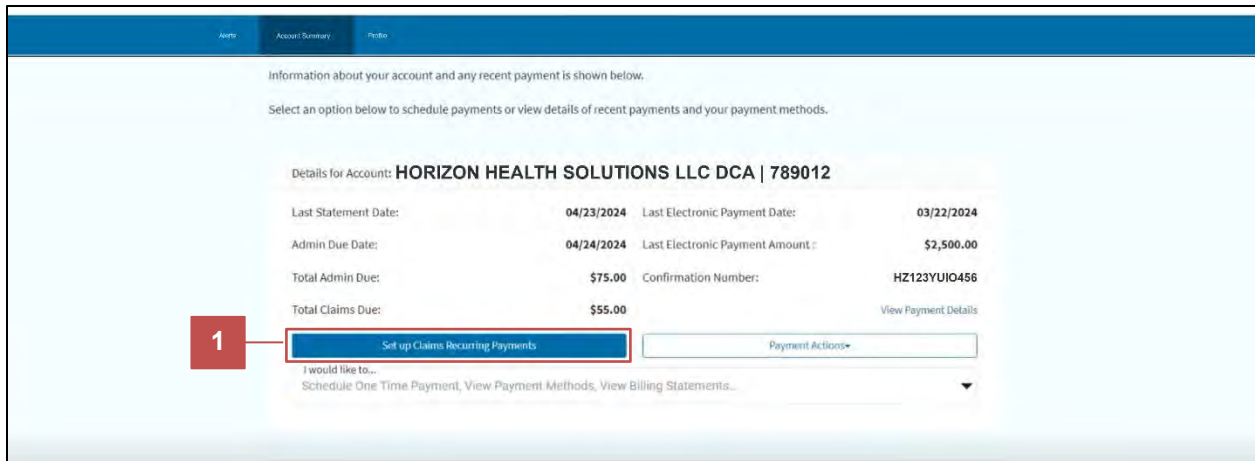 Alerts Account Summary Profile
Information about your account and any recent payment is shown below.
Select an option below to schedule payments or view details of recent payments and your payment methods.
Details for Account: HORIZON HEALTH SOLUTIONS LLC DCA | 789012
Last Statement Date: 04/23/2024 Last Electronic Payment Date: 03/22/2024
Admin Due Date: 04/24/2024 Last Electronic Payment Amount : $2,500.00
Total Admin Due: $75.00 Confirmation Number: HZ123YUIO456
Total Claims Due: $55.00 View Payment Details
1 Set up Claims Recurring Payments Payment Actions
I would like to...
Schedule One Time Payment, View Payment Methods, View Billing Statements...